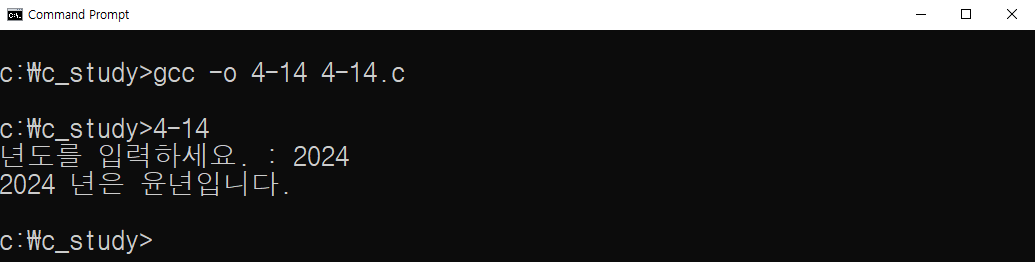 Command Prompt
c:₩c_study>gcc -o 4-14 4-14.c
c:₩c_study>4-14
년도를 입력하세요. : 2024
2024 년은 윤년입니다.
c:₩c_study>